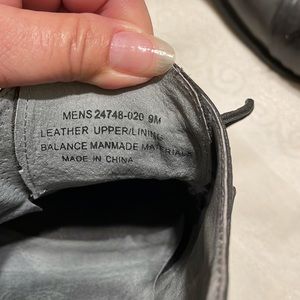 MENS 24748-020 9M
LEATHER UPPER/LINING
BALANCE MANMADE MATERIALS
MADE IN CHINA